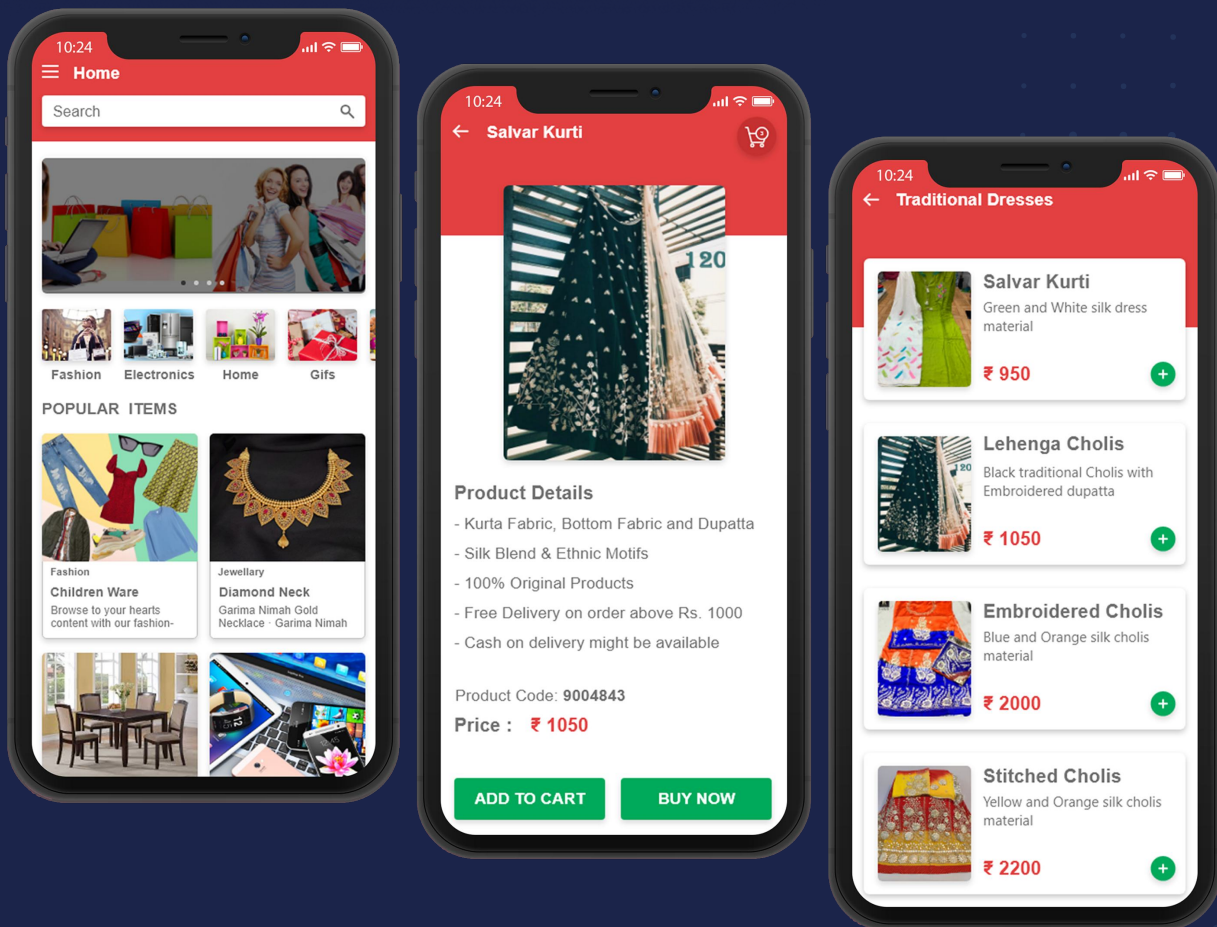 10:24
Home
Search
Fashion
Electronics
Home
Gifs
POPULAR ITEMS
Fashion
Children Ware
Browse to your hearts
content with our fashion-
Jewellary
Diamond Neck
Garima Nimah Gold
Necklace · Garima Nimah
10:24
Salvar Kurti
120
Product Details
- Kurta Fabric, Bottom Fabric and Dupatta
- Silk Blend & Ethnic Motifs
- 100% Original Products
- Free Delivery on order above Rs. 1000
- Cash on delivery might be available
Product Code: 9004843
Price : ₹ 1050
ADD TO CART
BUY NOW
10:24
Traditional Dresses
Salvar Kurti
Green and White silk dress
material
₹ 950
Lehenga Cholis
Black traditional Cholis with
Embroidered dupatta
120
₹ 1050
Embroidered Cholis
Blue and Orange silk cholis
material
₹ 2000
Stitched Cholis
Yellow and Orange silk cholis
material
₹ 2200